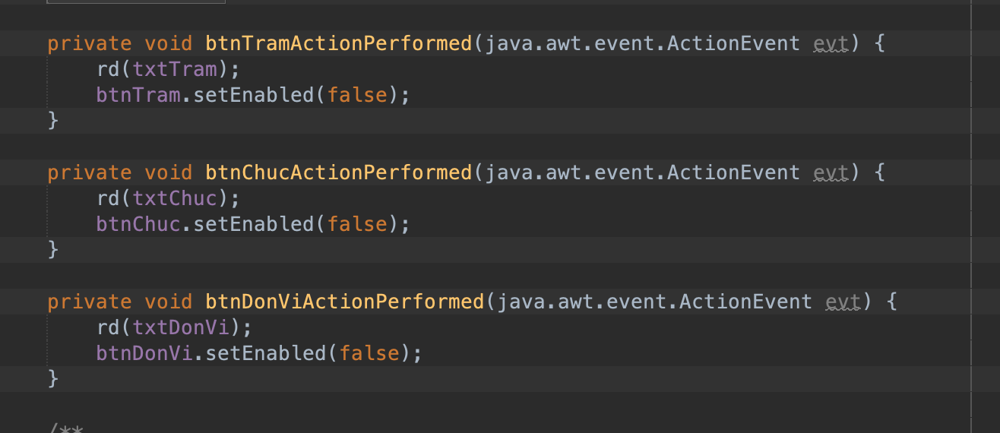 private void btnTramActionPerformed(java.awt.event.ActionEvent evt) {
rd(txtTram);
btnTram.setEnabled(false);
}
private void btnChucActionPerformed(java.awt.event.ActionEvent evt) {
rd(txtChuc);
btnChuc.setEnabled(false);
}
private void btnDonViActionPerformed(java.awt.event.ActionEvent evt) {
rd(txtDonVi);
btnDonVi.setEnabled(false);
}
/**